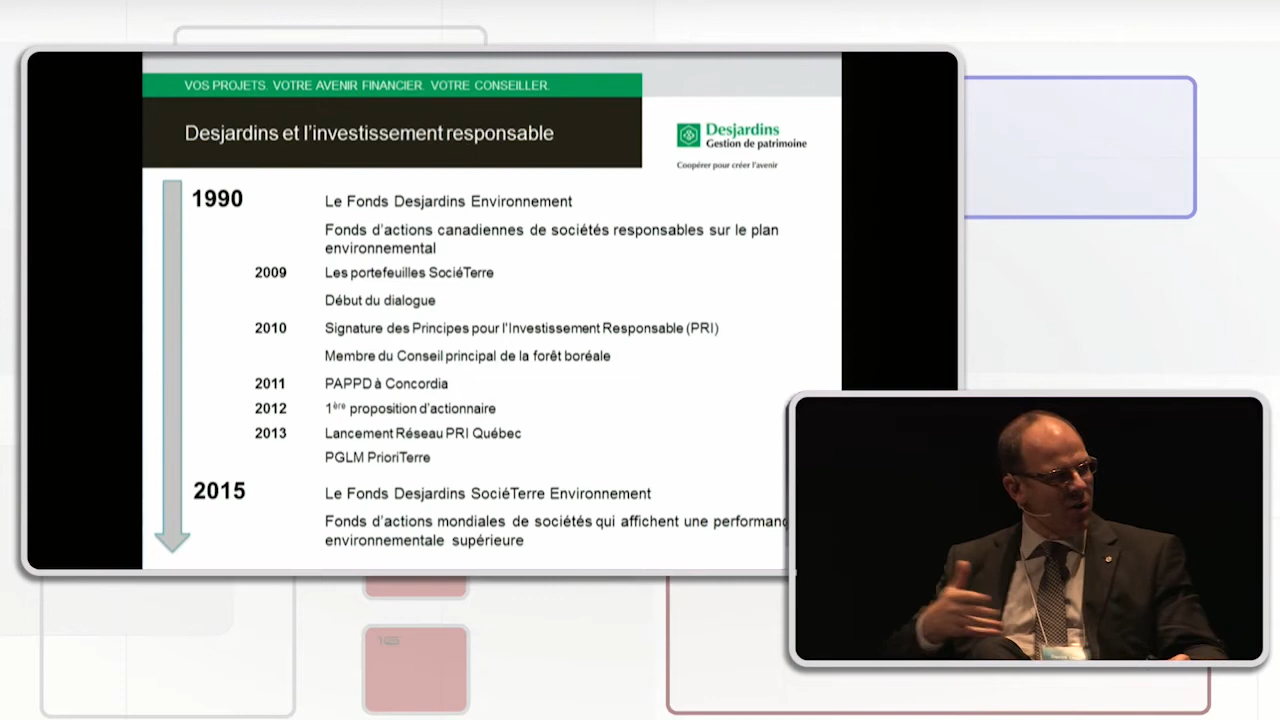 VOS PROJETS. VOTRE AVENIR FINANCIER. VOTRE CONSEILLER.
Desjardins et l'investissement responsable
Desjardins
Gestion de patrimoine
Coopérer pour créer l'avenir
1990
Le Fonds Desjardins Environnement
Fonds d'actions canadiennes de sociétés responsables sur le plan
environnemental
2009
Les portefeuilles SociéTerre
Début du dialogue
2010
Signature des Principes pour l'Investissement Responsable (PRI)
Membre du Conseil principal de la forêt boréale
2011
PAPPD à Concordia
2012
1ère proposition d'actionnaire
2013
Lancement Réseau PRI Québec
PGLM PrioriTerre
2015
Le Fonds Desjardins SociéTerre Environnement
Fonds d'actions mondiales de sociétés qui affichent une
environnementale supérieure